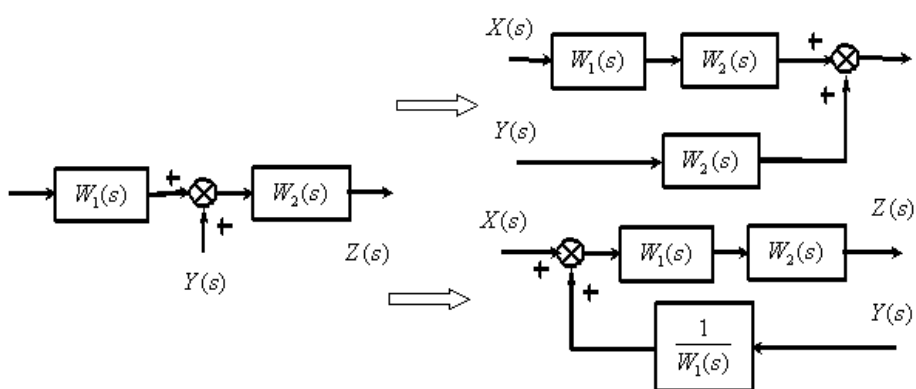 X(s)
+
W₁(s)
W₂(s)
+
Y(s)
W₂(s)
+
W₁(s)
W₂(s)
+
Y(s)
Z(s)
X(s)
Z(s)
+
W₁(s)
W₂(s)
+
1
W₁(s)
Y(s)